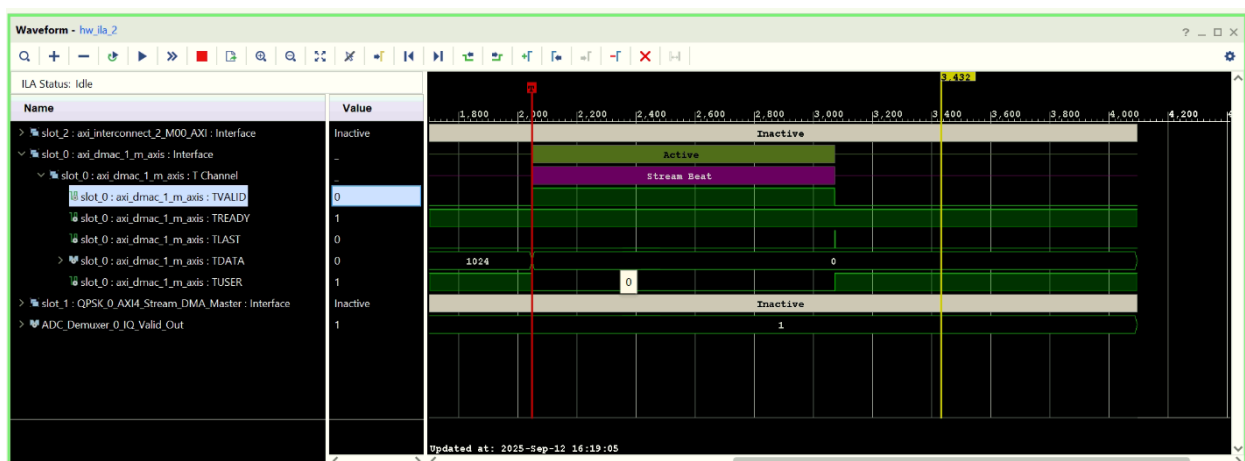 Waveform - hw_ila_2
ILA Status: Idle
Name Value
3,432
1,800 2,000 2,200 2,400 2,600 2,800 3,000 3,200 3,400 3,600 3,800 4,000 4,200
slot_2 : axi_interconnect_2_M00_AXI : Interface Inactive Inactive
slot_0 : axi_dmac_1_m_axis : Interface _ Active
slot_0 : axi_dmac_1_m_axis : T Channel _ Stream Beat
slot_0 : axi_dmac_1_m_axis : TVALID 0
slot_0 : axi_dmac_1_m_axis : TREADY 1
slot_0 : axi_dmac_1_m_axis : TLAST 0
slot_0 : axi_dmac_1_m_axis : TDATA 0 1024 0
slot_0 : axi_dmac_1_m_axis : TUSER 1 0
slot_1 : QPSK_0_AXI4_Stream_DMA_Master : Interface Inactive Inactive
ADC_Demuxer_0_IQ_Valid_Out 1 1
Updated at: 2025-Sep-12 16:19:05